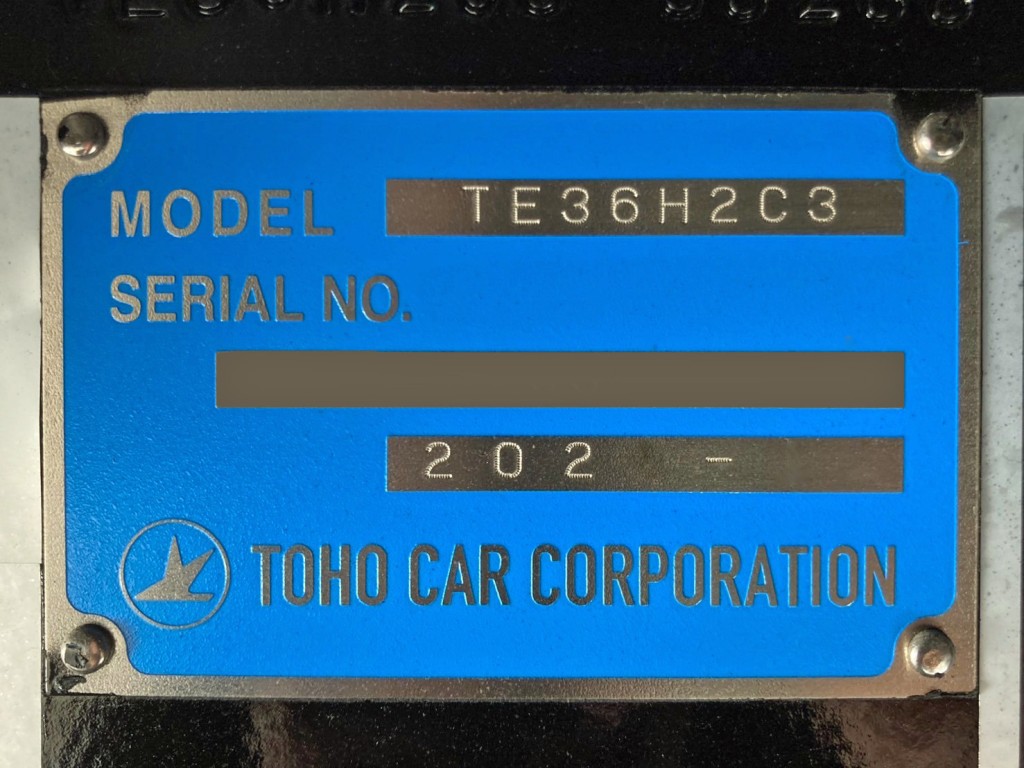 MODEL TE36H2C3
SERIAL NO.
202 -
TOHO CAR CORPORATION